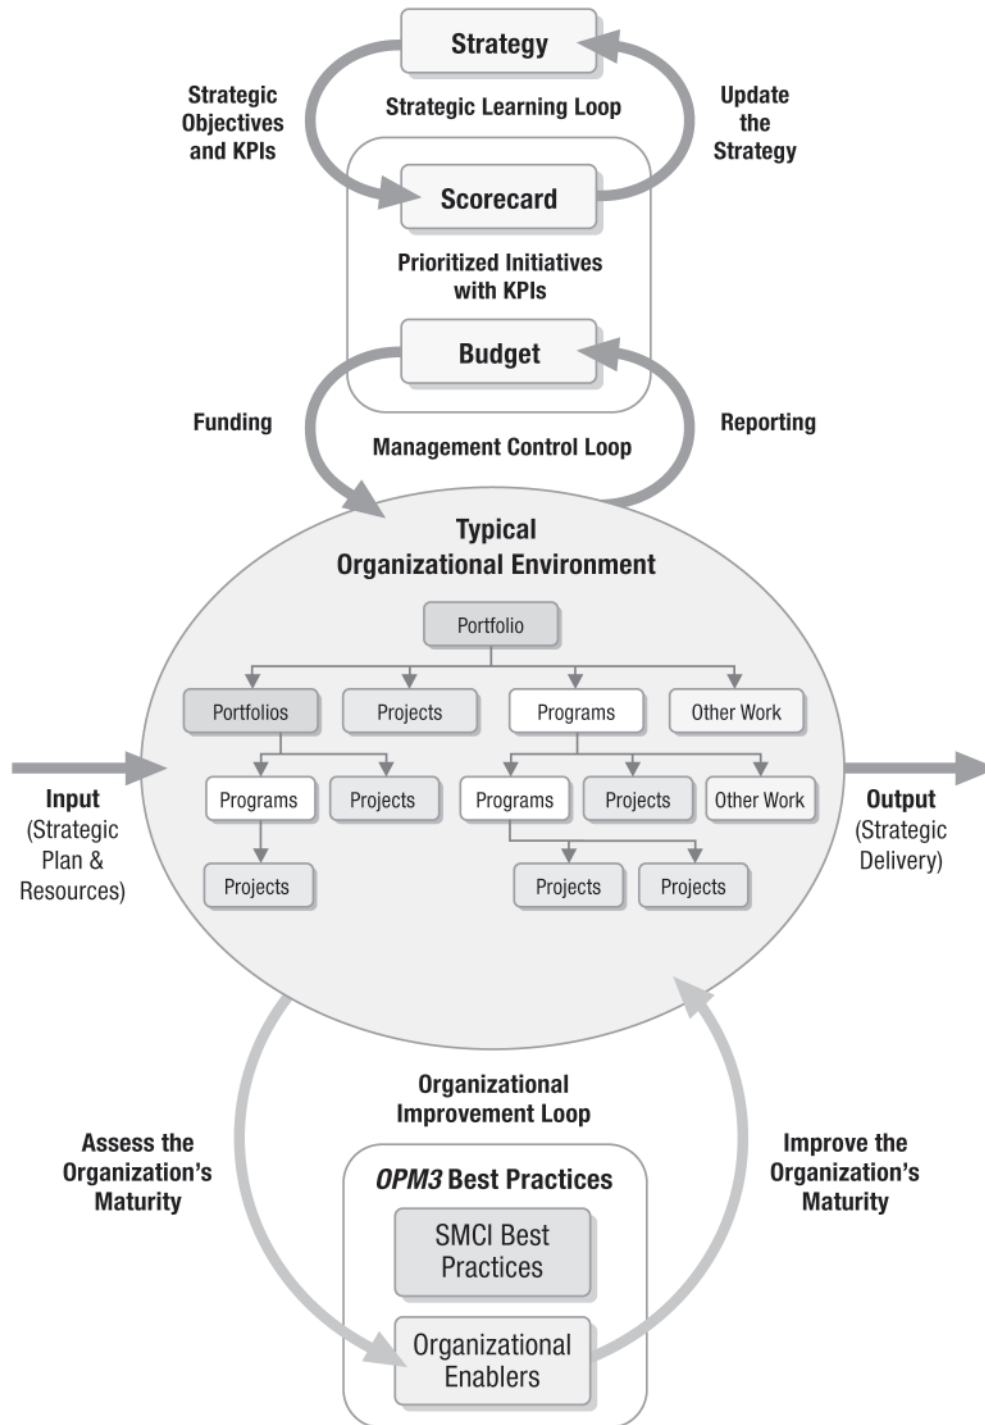 Strategy
Strategic
Objectives
and KPIs
Strategic Learning Loop
Update
the
Strategy
Scorecard
Prioritized Initiatives
with KPIs
Budget
Funding
Reporting
Management Control Loop
Typical
Organizational Environment
Portfolio
Portfolios
Projects
Programs
Other Work
Programs
Projects
Programs
Projects
Other Work
Projects
Projects
Projects
Input
(Strategic
Plan &
Resources)
Output
(Strategic
Delivery)
Organizational
Improvement Loop
Assess the
Organization’s
Maturity
Improve the
Organization’s
Maturity
OPM3 Best Practices
SMCI Best
Practices
Organizational
Enablers